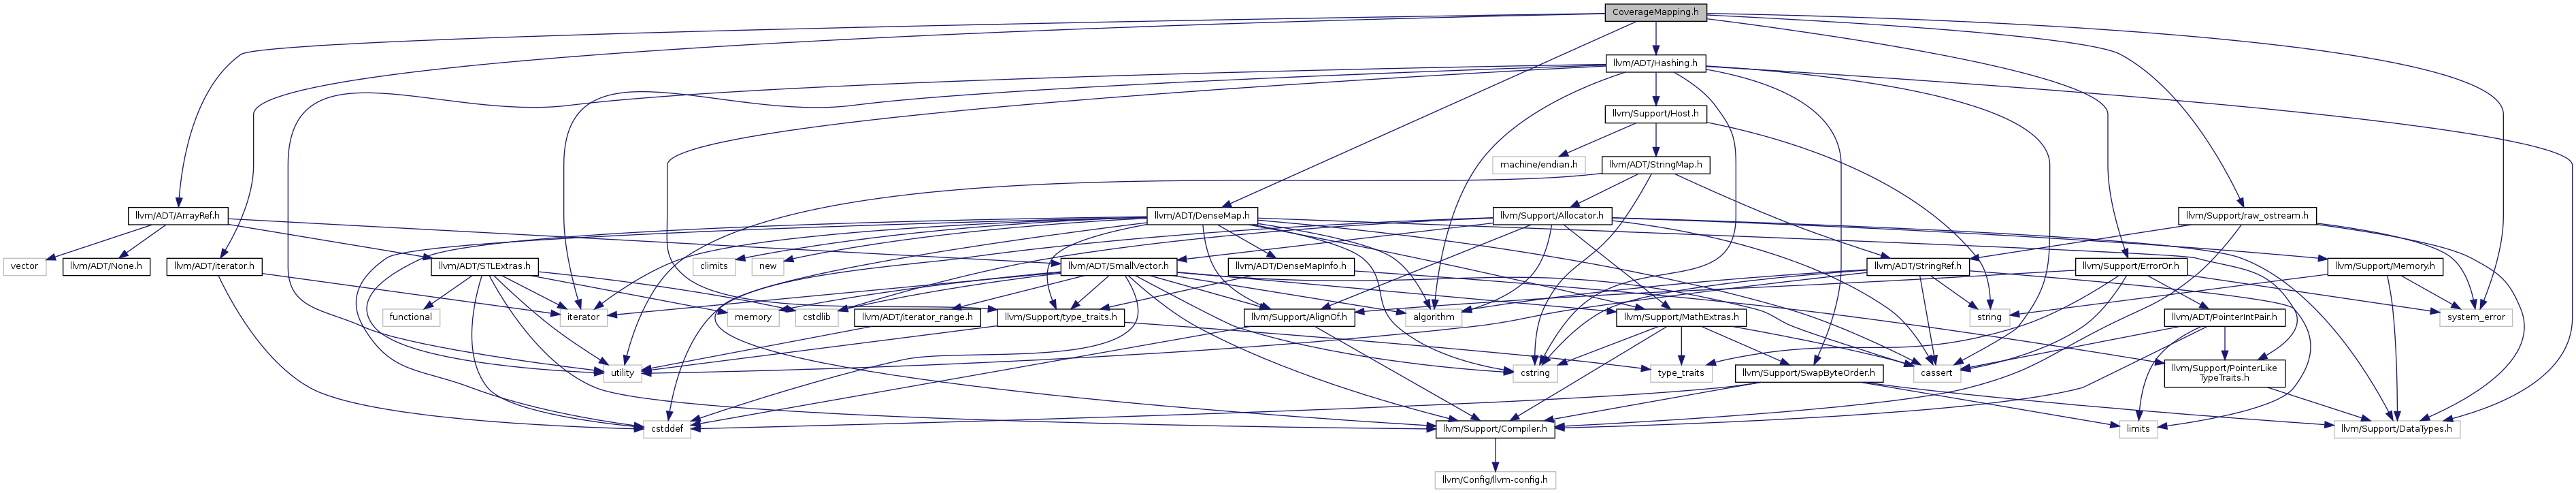 CoverageMapping.h
llvm/ADT/Hashing.h
llvm/Support/Host.h
machine/endian.h
llvm/ADT/StringMap.h
llvm/ADT/ArrayRef.h
llvm/ADT/DenseMap.h
llvm/Support/Allocator.h
llvm/Support/raw_ostream.h
vector
llvm/ADT/None.h
llvm/ADT/iterator.h
llvm/ADT/STLExtras.h
climits
new
llvm/ADT/SmallVector.h
llvm/ADT/DenseMapInfo.h
llvm/ADT/StringRef.h
llvm/Support/ErrorOr.h
llvm/Support/Memory.h
functional
iterator
memory
cstdlib
llvm/ADT/iterator_range.h
llvm/Support/type_traits.h
llvm/Support/AlignOf.h
algorithm
llvm/Support/MathExtras.h
string
llvm/ADT/PointerIntPair.h
system_error
utility
cstring
type_traits
llvm/Support/SwapByteOrder.h
cassert
llvm/Support/PointerLike
TypeTraits.h
cstddef
llvm/Support/Compiler.h
limits
llvm/Support/DataTypes.h
llvm/Config/llvm-config.h